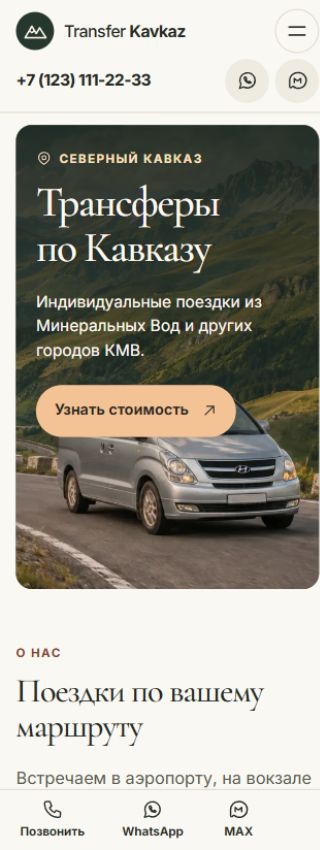 Transfer Kavkaz
+7 (123) 111-22-33
СЕВЕРНЫЙ КАВКАЗ
Трансферы
по Кавказу
Индивидуальные поездки из
Минеральных Вод и других
городов КМВ.
Узнать стоимость
О НАС
Поездки по вашему
маршруту
Встречаем в аэропорту, на вокзале
Позвонить WhatsApp MAX